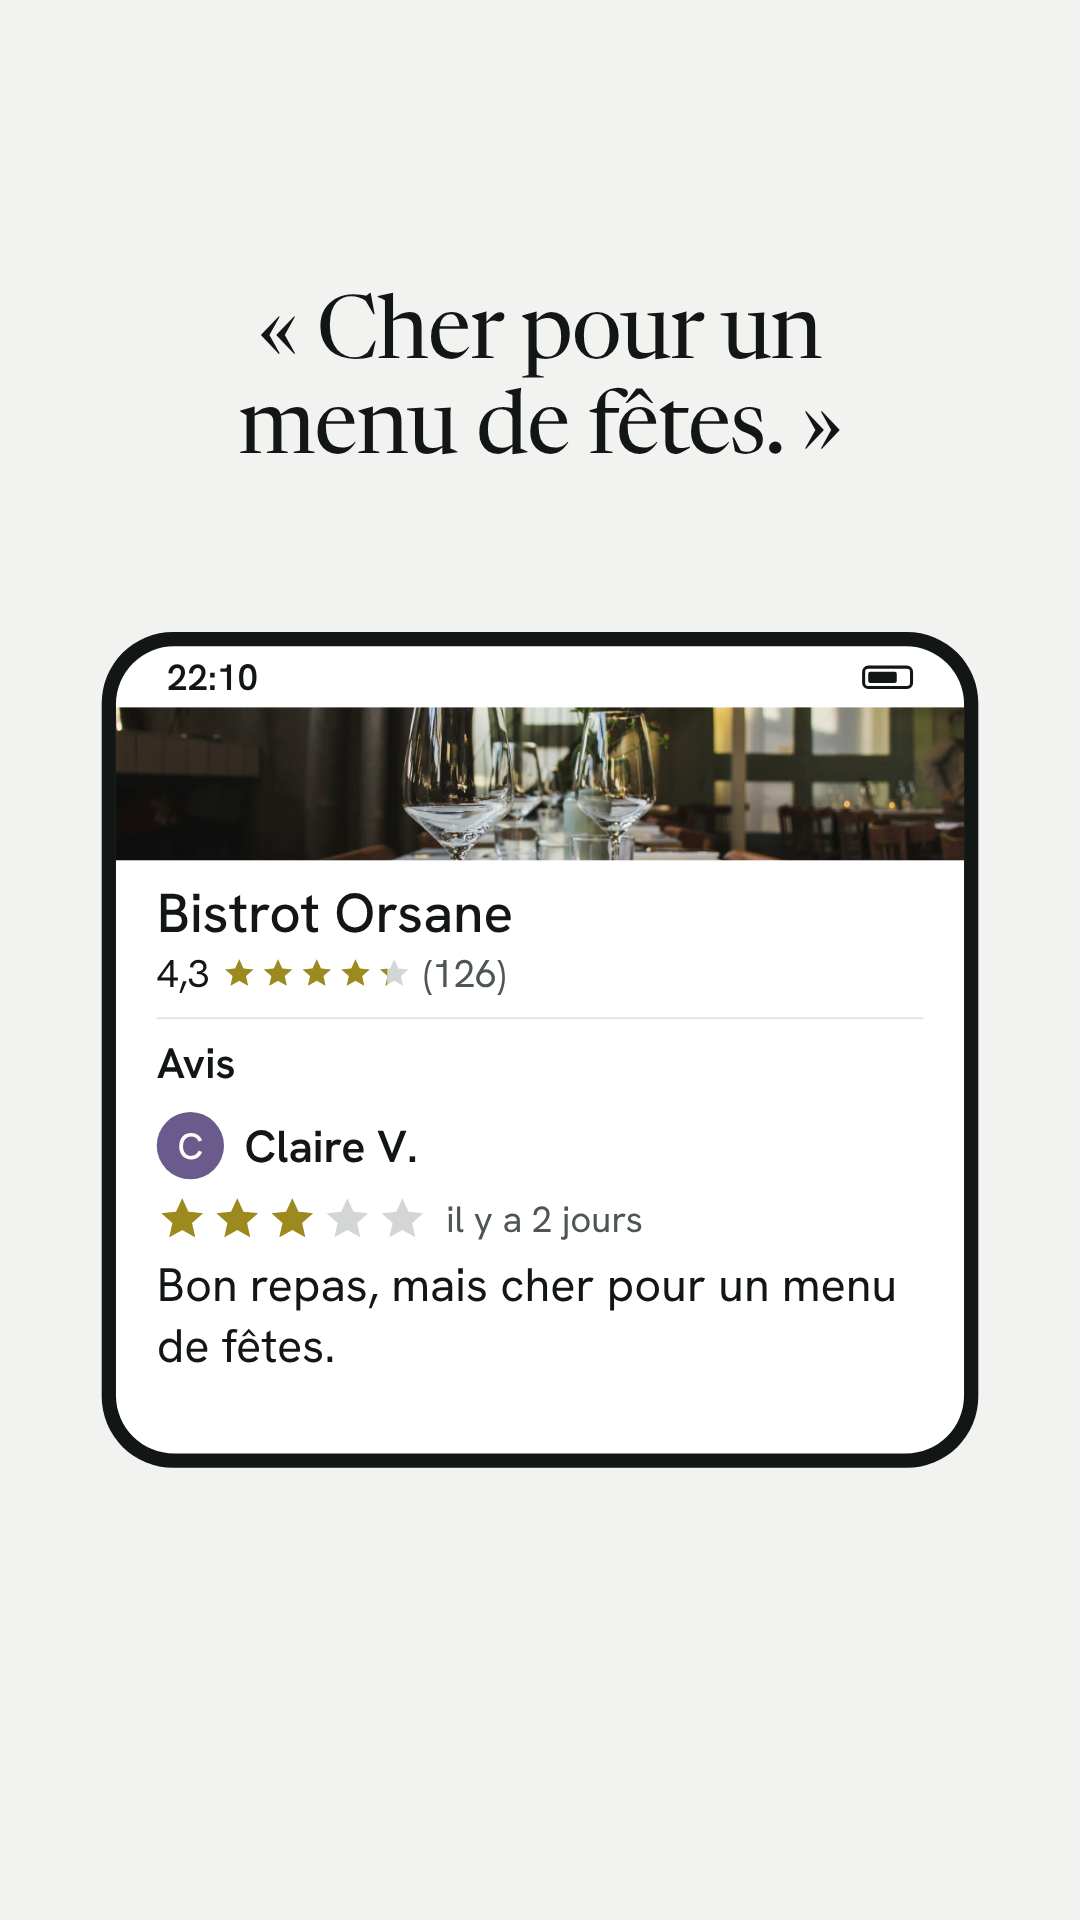 « Cher pour un
menu de fêtes. »
22:10
Bistrot Orsane
4,3 (126)
Avis
C Claire V.
il y a 2 jours
Bon repas, mais cher pour un menu
de fêtes.